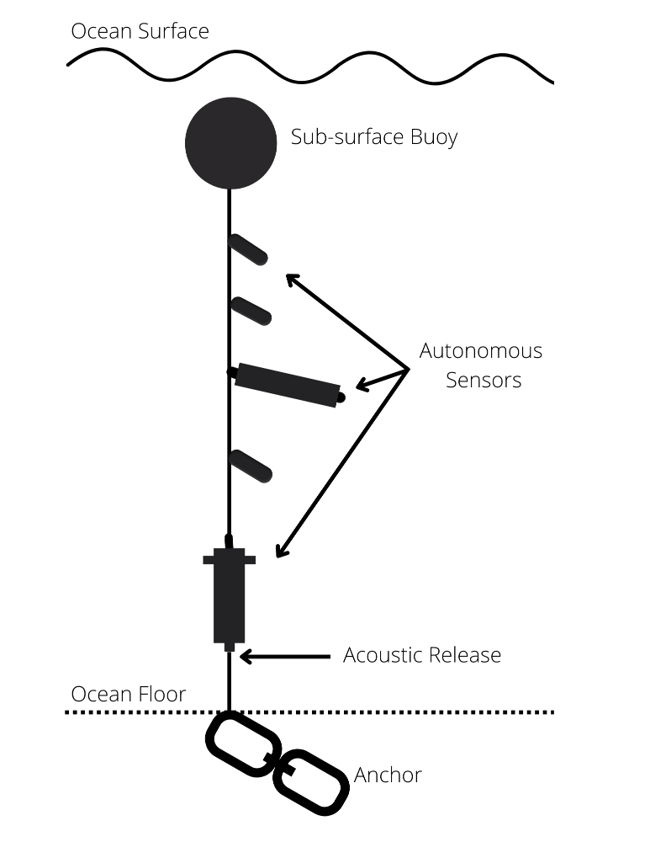 Ocean Surface
Sub-surface Buoy
Autonomous
Sensors
Acoustic Release
Ocean Floor
Anchor